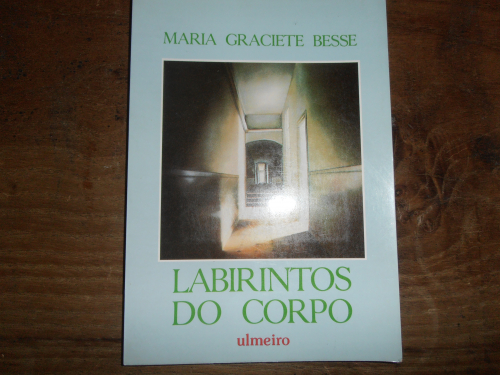 MARIA GRACIETE BESSE
LABIRINTOS
DO CORPO
ulmeiro